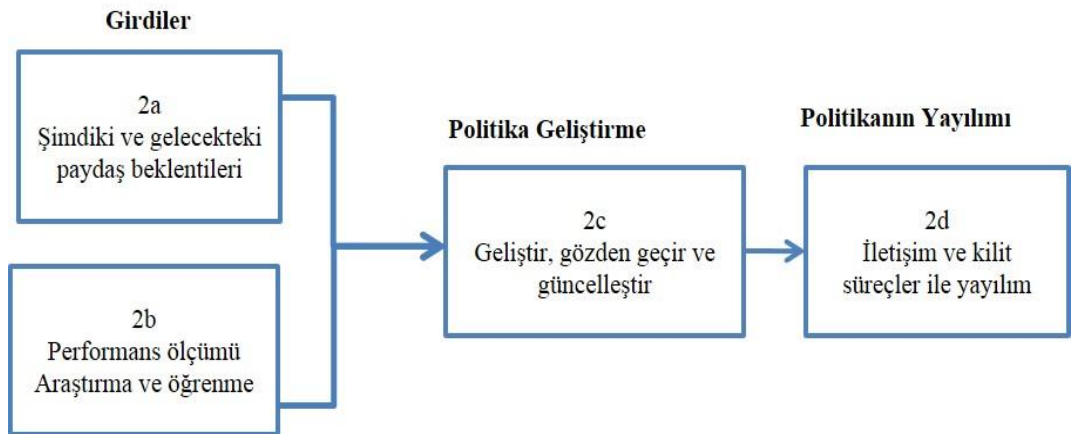 Girdiler
2a
Şimdiki ve gelecekteki
paydaş beklentileri
2b
Performans ölçümü
Araştırma ve öğrenme
Politika Geliştirme
2c
Geliştir, gözden geçir ve
güncelleştir
Politikanın Yayılımı
2d
İletişim ve kilit
süreçler ile yayılım